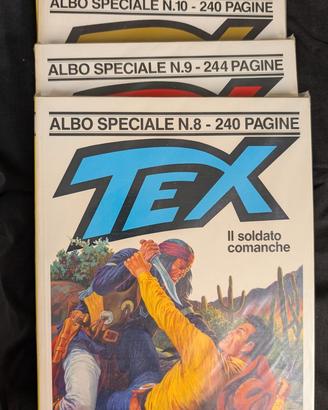 ALBO SPECIALE N.10 - 240 PAGINE
ALBO SPECIALE N.9 - 244 PAGINE
ALBO SPECIALE N.8 - 240 PAGINE
TEX
Il soldato
comanche